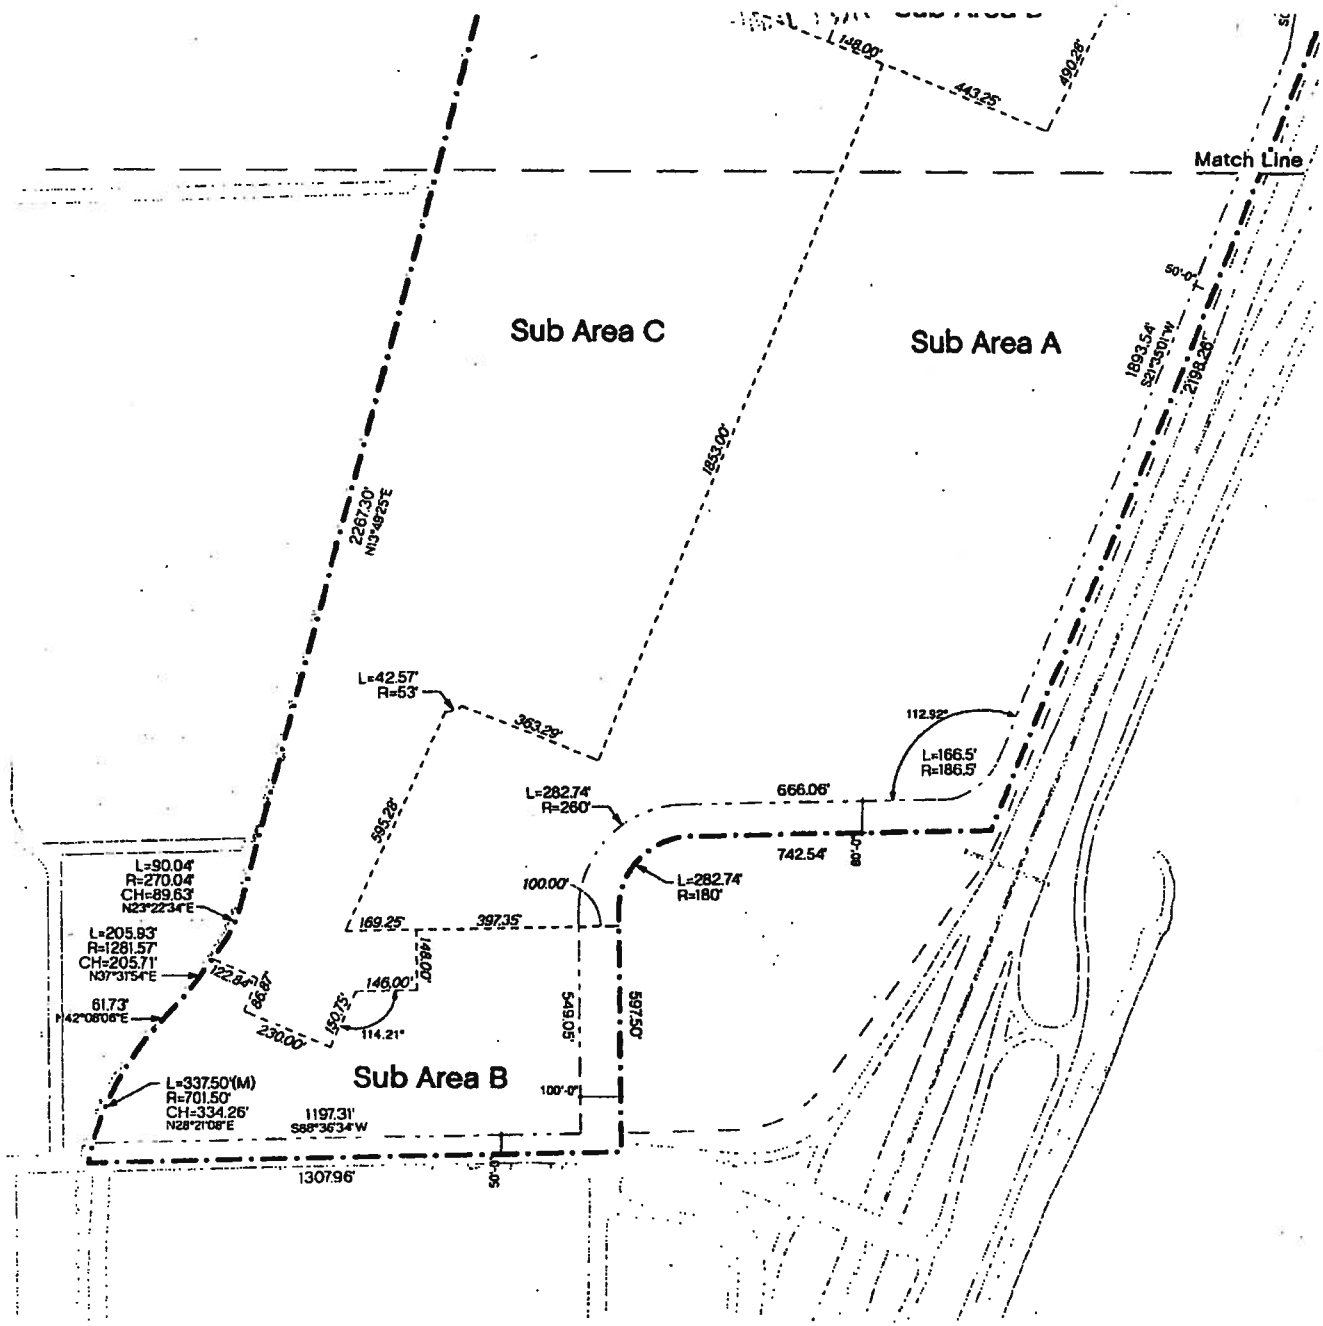 148.00'
443.25'
490.28'
Match Line
50'-0"
Sub Area C
Sub Area A
1893.54'
S21°35'01"W
2198.26'
1853.00'
2267.30'
N13°49'25"E
L=42.57'
R=53'
363.29'
112.92°
L=166.5'
R=186.5'
595.28'
L=282.74'
R=260'
666.06'
80'-0"
742.54'
L=90.04'
R=270.04'
CH=89.63'
N23°22'34"E
L=282.74'
R=180'
100.00'
169.25'
397.35'
L=205.93'
R=1281.57'
CH=205.71'
N37°31'54"E
122.84'
86.87'
146.00'
146.00'
61.73'
N42°08'06"E
230.00'
150.75'
114.21°
549.05'
597.50'
Sub Area B
L=337.50'(M)
R=701.50'
CH=334.26'
N28°21'08"E
100'-0"
1197.31'
S88°36'34"W
50'-0"
1307.96'